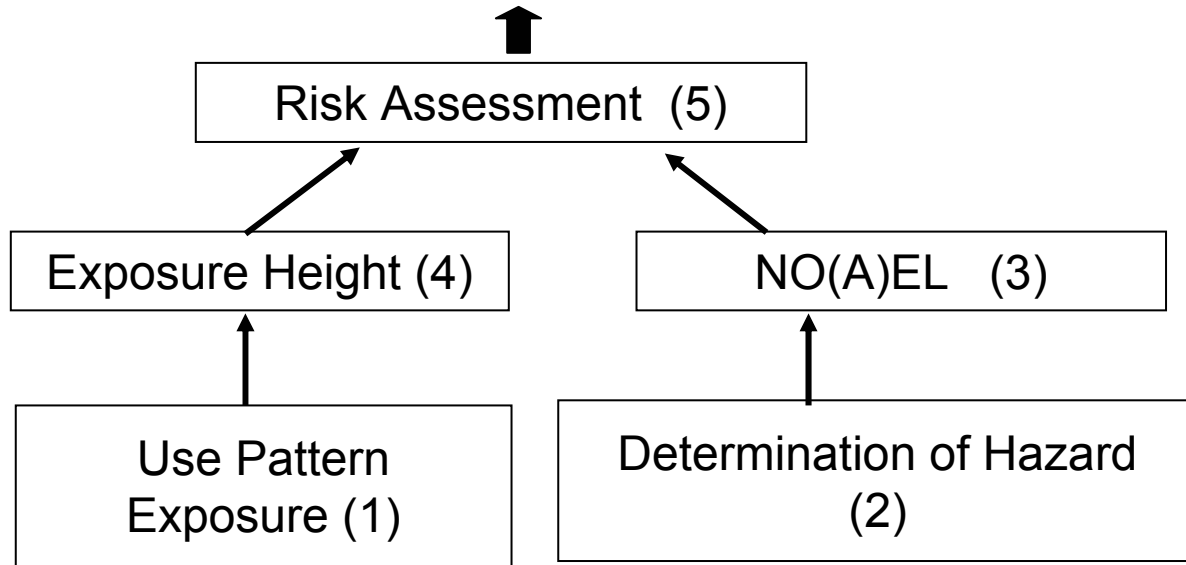 Risk Assessment (5)
Exposure Height (4)
NO(A)EL (3)
Use Pattern
Exposure (1)
Determination of Hazard
(2)